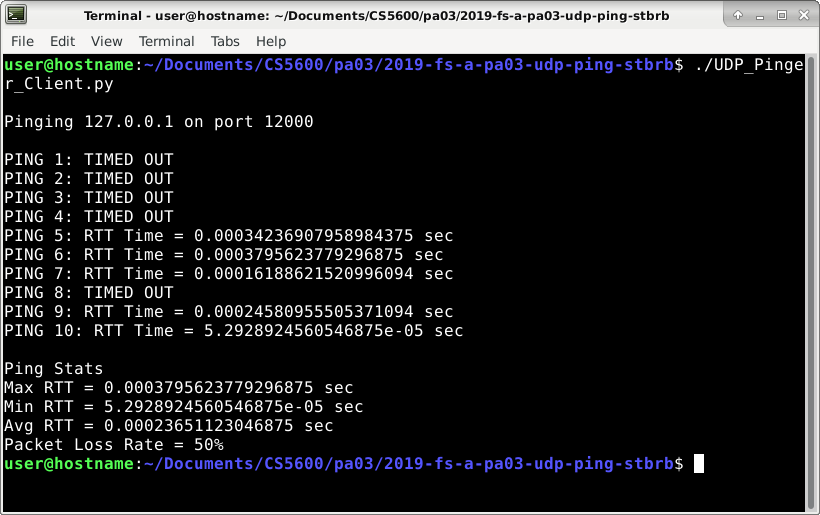 Terminal - user@hostname: ~/Documents/CS5600/pa03/2019-fs-a-pa03-udp-ping-stbrb
File Edit View Terminal Tabs Help
user@hostname:~/Documents/CS5600/pa03/2019-fs-a-pa03-udp-ping-stbrb$ ./UDP_Pinge
r_Client.py
Pinging 127.0.0.1 on port 12000
PING 1: TIMED OUT
PING 2: TIMED OUT
PING 3: TIMED OUT
PING 4: TIMED OUT
PING 5: RTT Time = 0.00034236907958984375 sec
PING 6: RTT Time = 0.0003795623779296875 sec
PING 7: RTT Time = 0.00016188621520996094 sec
PING 8: TIMED OUT
PING 9: RTT Time = 0.00024580955505371094 sec
PING 10: RTT Time = 5.2928924560546875e-05 sec
Ping Stats
Max RTT = 0.0003795623779296875 sec
Min RTT = 5.2928924560546875e-05 sec
Avg RTT = 0.00023651123046875 sec
Packet Loss Rate = 50%
user@hostname:~/Documents/CS5600/pa03/2019-fs-a-pa03-udp-ping-stbrb$